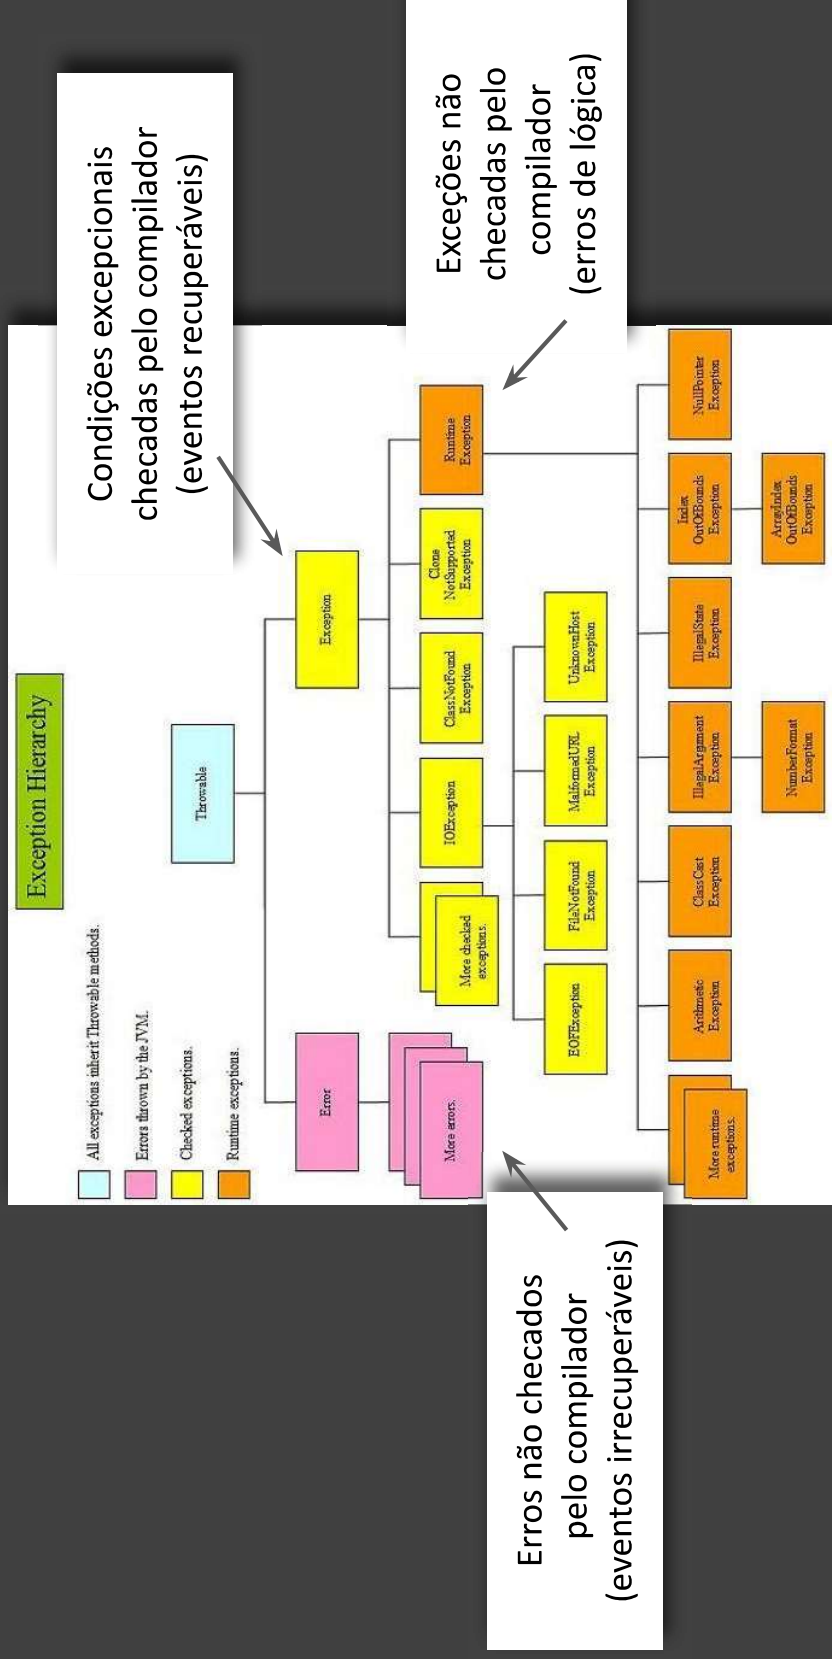 Condições excepcionais
checadas pelo compilador
(eventos recuperáveis)
Exceções não
checadas pelo
compilador
(erros de lógica)
Erros não checados
pelo compilador
(eventos irrecuperáveis)
Exception Hierarchy
All exceptions inherit Throwable methods.
Errors thrown by the JVM.
Checked exceptions.
Runtime exceptions.
Throwable
Error
Exception
More errors.
More checked
exceptions.
IOException
ClassNotFound
Exception
Clone
NotSupported
Exception
Runtime
Exception
EOFException
FileNotFound
Exception
MalformedURL
Exception
UnknownHost
Exception
More runtime
exceptions.
Arithmetic
Exception
ClassCast
Exception
IllegalArgument
Exception
IllegalState
Exception
Index
OutOfBounds
Exception
NullPointer
Exception
NumberFormat
Exception
ArrayIndex
OutOfBounds
Exception